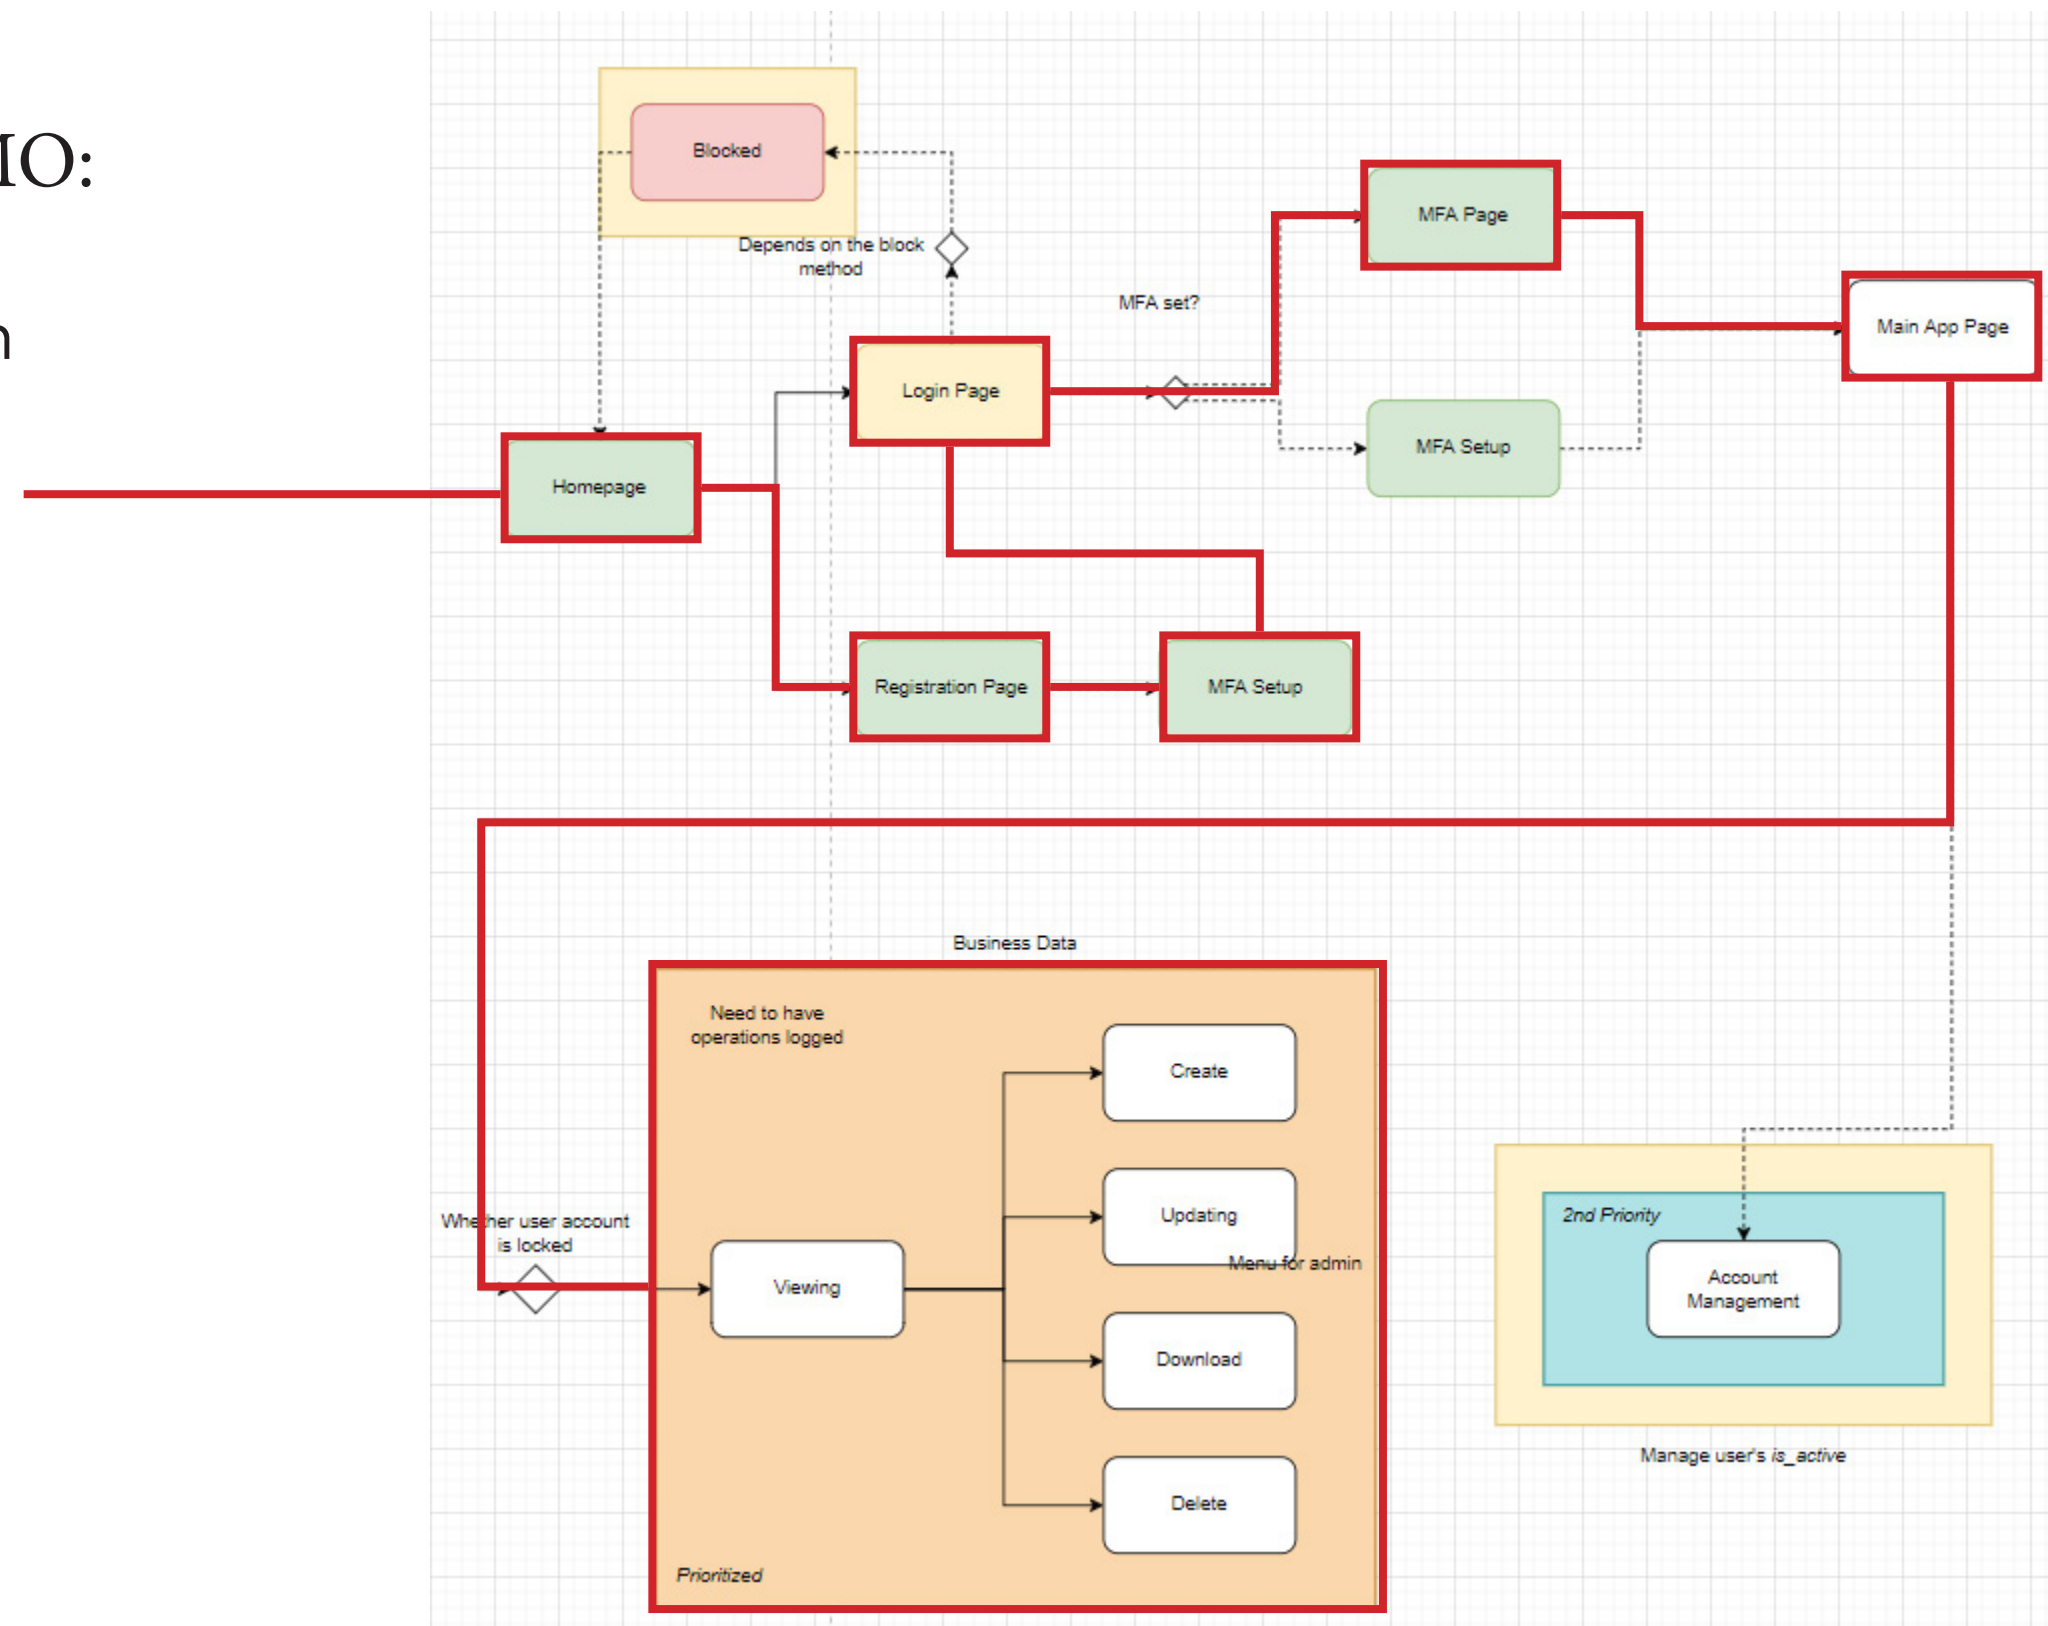 MO:
n
Blocked
Depends on the block
method
MFA set?
MFA Page
Main App Page
Login Page
MFA Setup
Homepage
Registration Page
MFA Setup
Business Data
Need to have
operations logged
Create
Whether user account
is locked
Viewing
Updating
Menu for admin
Download
Delete
Prioritized
2nd Priority
Account
Management
Manage user's is_active